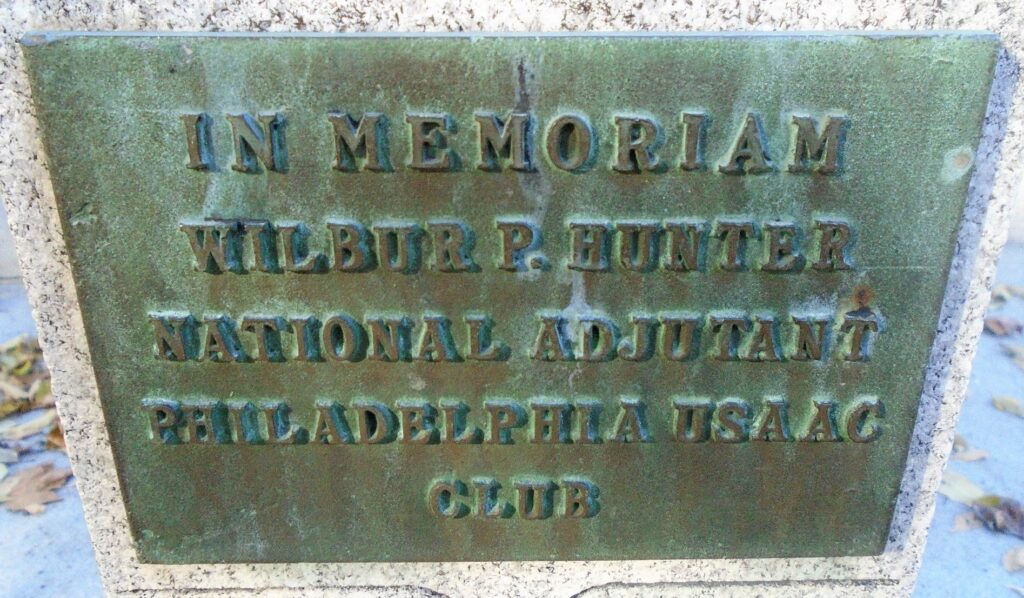 IN MEMORIAM
WILBUR P. HUNTER
NATIONAL ADJUTANT
PHILADELPHIA USAAC
CLUB